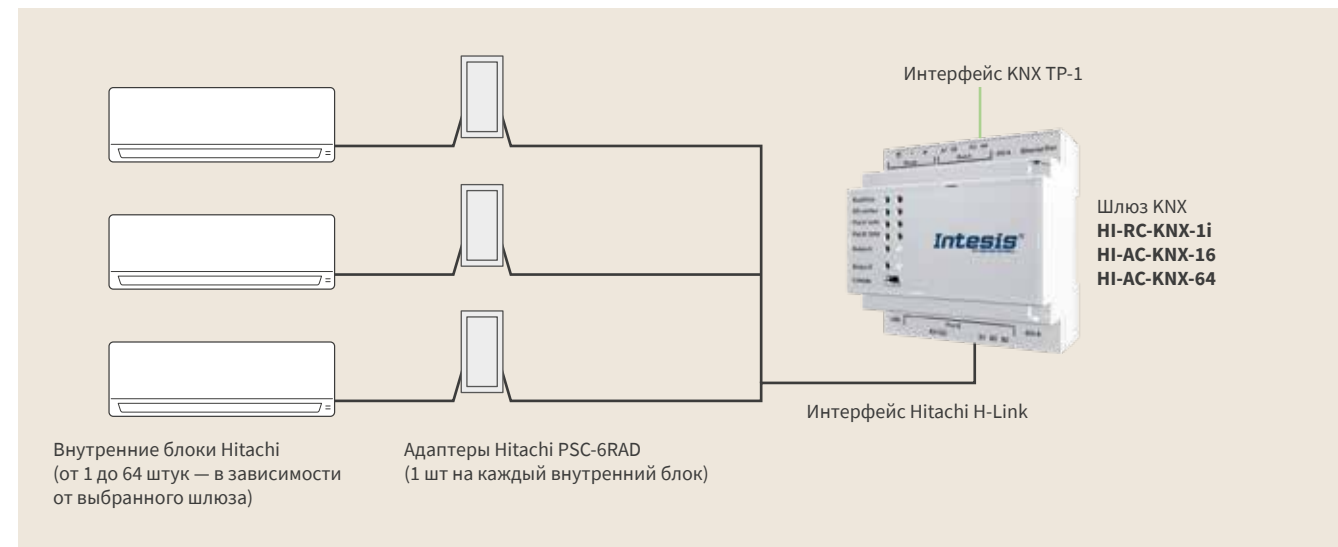 Интерфейс KNX TP-1
Intesis
Шлюз KNX
HI-RC-KNX-1i
HI-AC-KNX-16
HI-AC-KNX-64
Интерфейс Hitachi H-Link
Внутренние блоки Hitachi
(от 1 до 64 штук — в зависимости
от выбранного шлюза)
Адаптеры Hitachi PSC-6RAD
(1 шт на каждый внутренний блок)